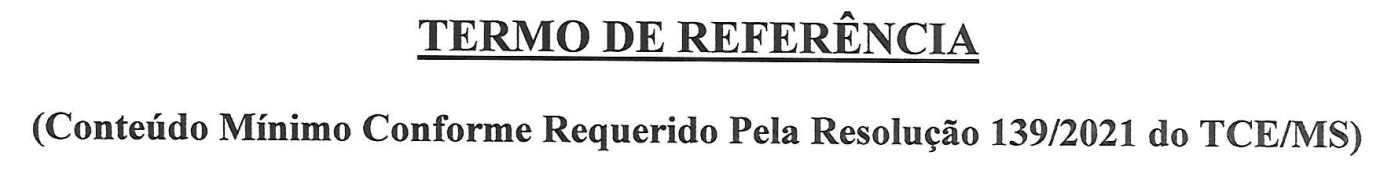 TERMO DE REFERÊNCIA
(Conteúdo Mínimo Conforme Requerido Pela Resolução 139/2021 do TCE/MS)